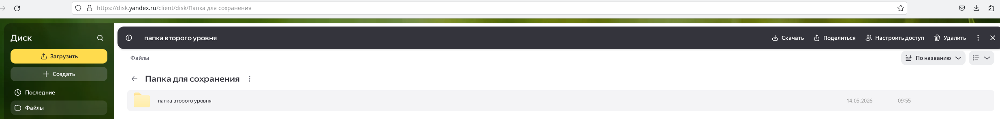 https://disk.yandex.ru/client/disk/Папка для сохранения
Диск
папка второго уровня
Скачать
Поделиться
Настроить доступ
Удалить
Загрузить
Файлы
По названию
Создать
Папка для сохранения
Последние
папка второго уровня
14.05.2026
09:55
Файлы